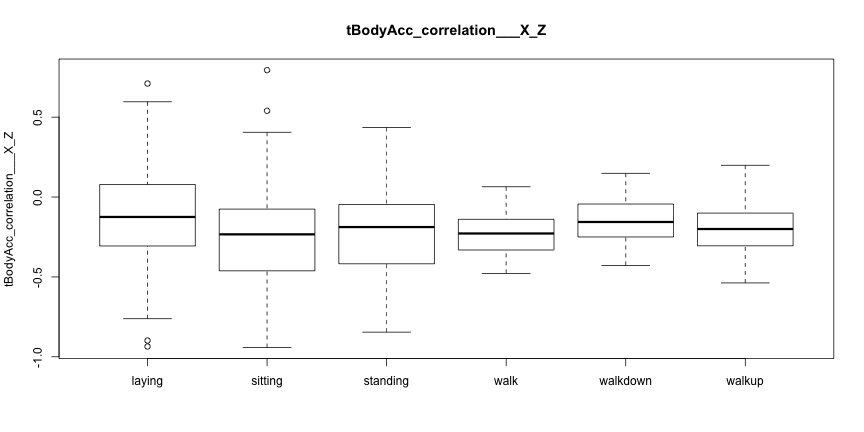 tBodyAcc_correlation___X_Z
tBodyAcc_correlation___X_Z
0.5
0.0
-0.5
-1.0
laying sitting standing walk walkdown walkup